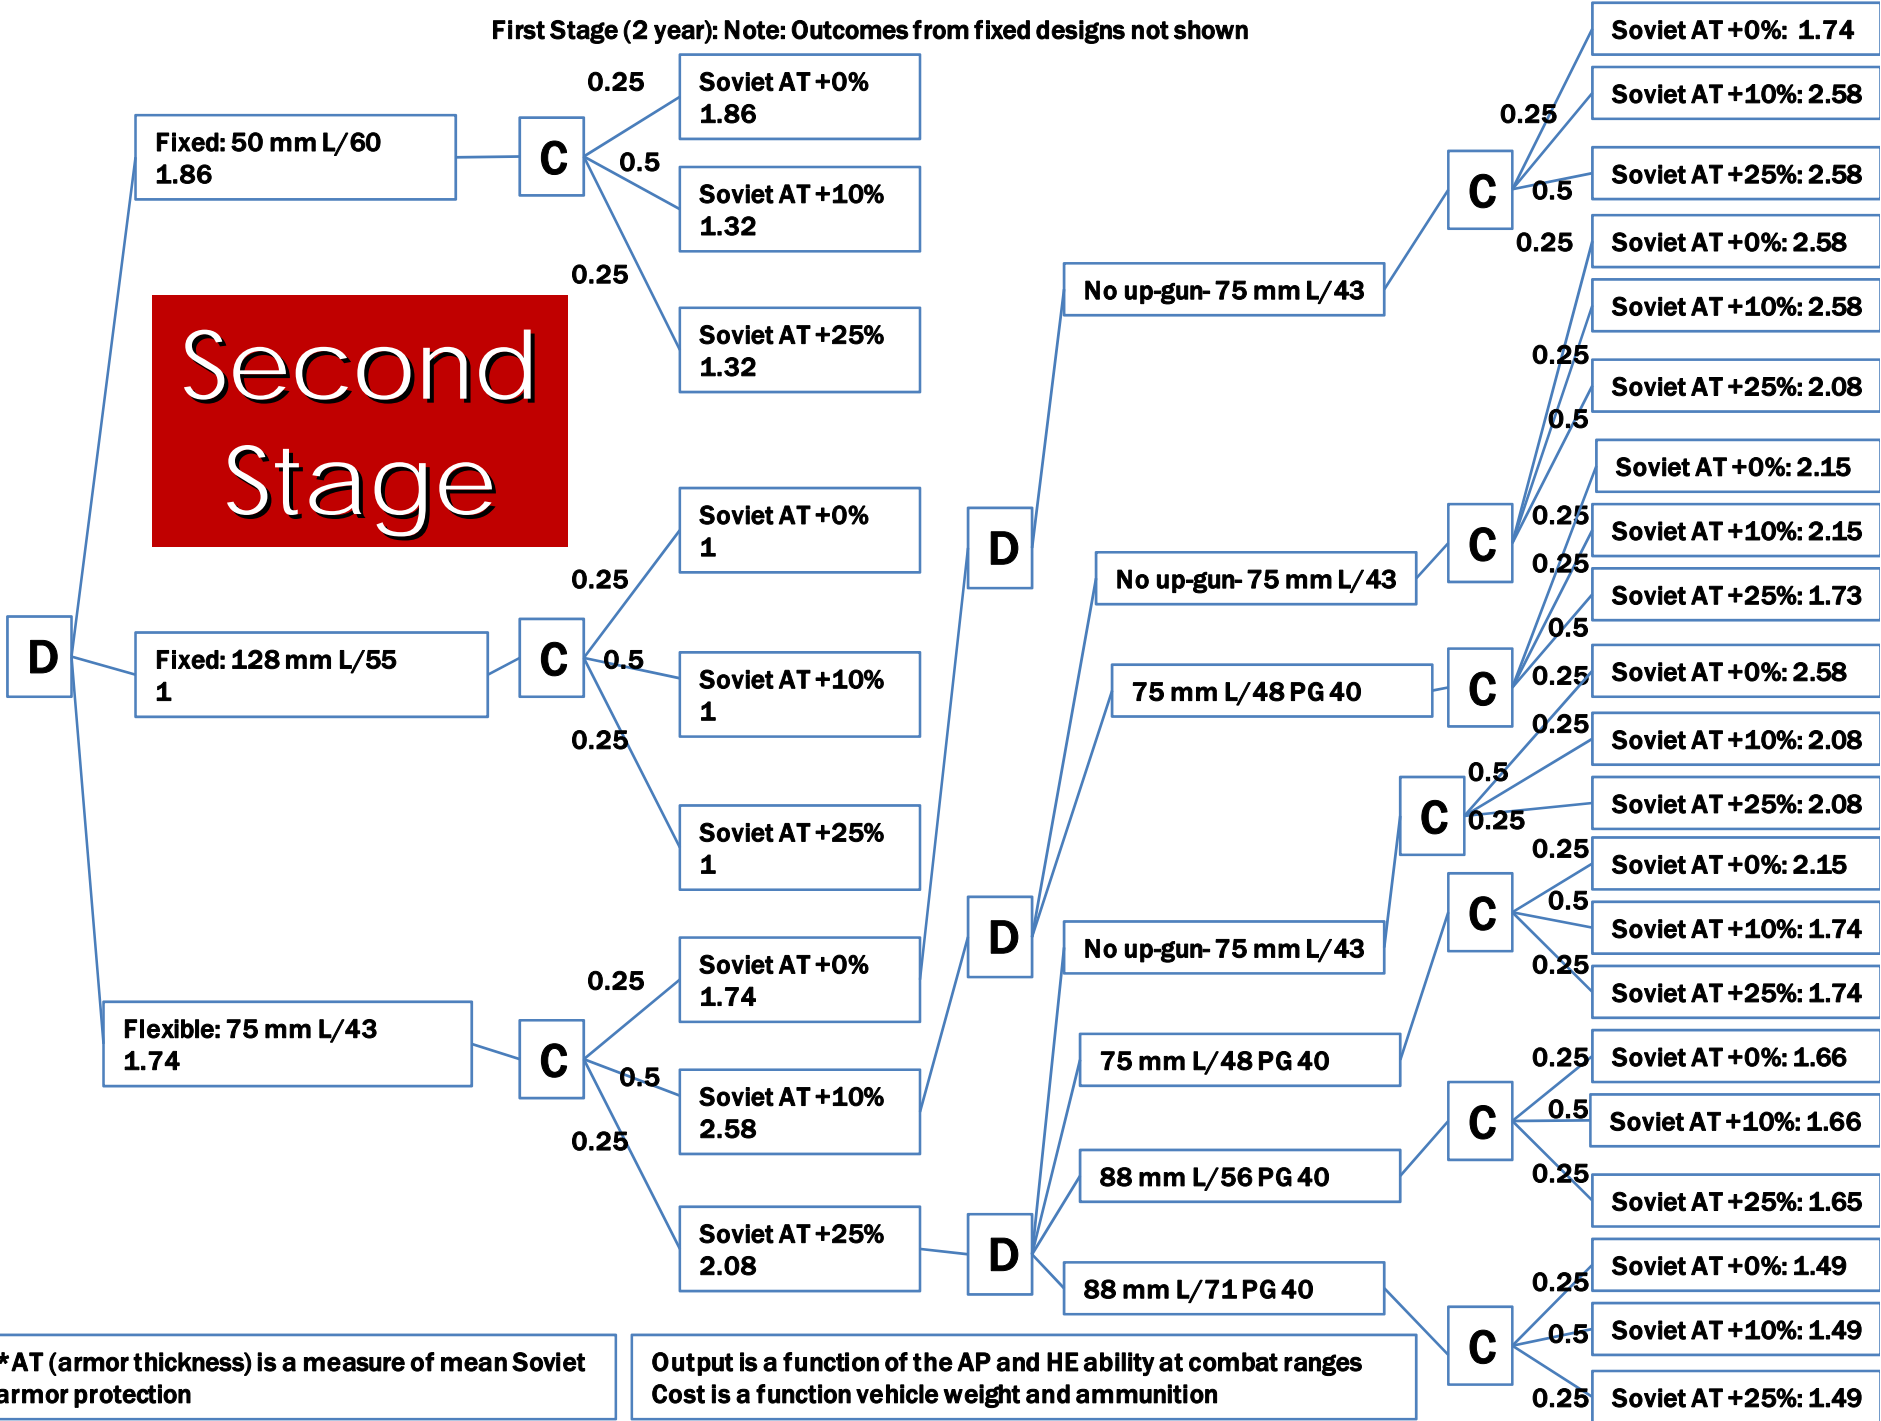 First Stage (2 year): Note: Outcomes from fixed designs not shown
Second
Stage
D
Fixed: 50 mm L/60
1.86
C
0.25
0.5
0.25
Soviet AT +0%
1.86
Soviet AT +10%
1.32
Soviet AT +25%
1.32
Fixed: 128 mm L/55
1
C
0.25
0.5
0.25
Soviet AT +0%
1
Soviet AT +10%
1
Soviet AT +25%
1
Flexible: 75 mm L/43
1.74
C
0.25
0.5
0.25
Soviet AT +0%
1.74
Soviet AT +10%
2.58
Soviet AT +25%
2.08
D
No up-gun- 75 mm L/43
C
0.25
0.5
0.25
Soviet AT +0%: 1.74
Soviet AT +10%: 2.58
Soviet AT +25%: 2.58
D
No up-gun- 75 mm L/43
C
0.25
0.5
0.25
Soviet AT +0%: 2.58
Soviet AT +10%: 2.58
Soviet AT +25%: 2.08
75 mm L/48 PG 40
C
0.25
0.5
0.25
Soviet AT +0%: 2.15
Soviet AT +10%: 2.15
Soviet AT +25%: 1.73
D
No up-gun- 75 mm L/43
C
0.25
0.5
0.25
Soviet AT +0%: 2.58
Soviet AT +10%: 2.08
Soviet AT +25%: 2.08
75 mm L/48 PG 40
C
0.25
0.5
0.25
Soviet AT +0%: 2.15
Soviet AT +10%: 1.74
Soviet AT +25%: 1.74
88 mm L/56 PG 40
C
0.25
0.5
0.25
Soviet AT +0%: 1.66
Soviet AT +10%: 1.66
Soviet AT +25%: 1.65
88 mm L/71 PG 40
C
0.25
0.5
0.25
Soviet AT +0%: 1.49
Soviet AT +10%: 1.49
Soviet AT +25%: 1.49
*AT (armor thickness) is a measure of mean Soviet
armor protection
Output is a function of the AP and HE ability at combat ranges
Cost is a function vehicle weight and ammunition